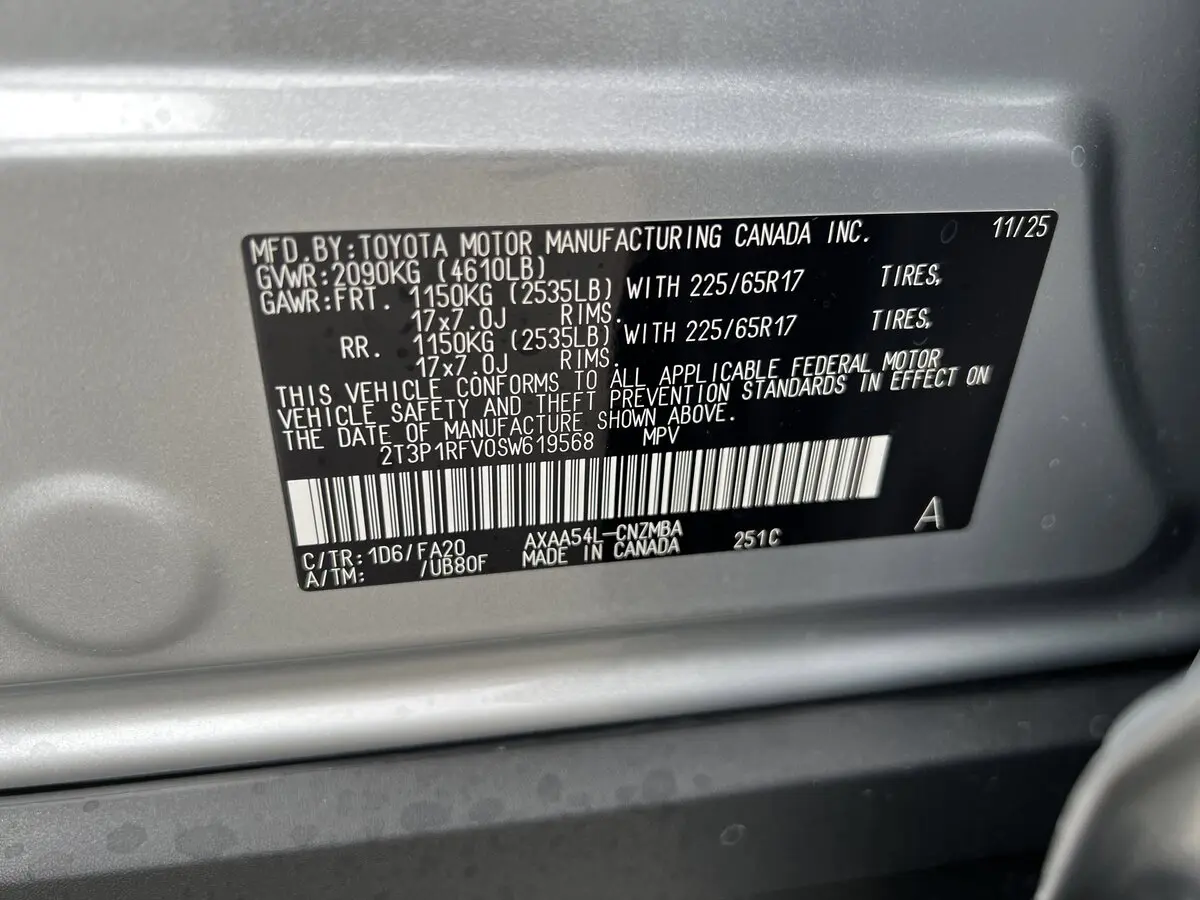 MFD.BY:TOYOTA MOTOR MANUFACTURING CANADA INC. 11/25
GVWR:2090KG (4610LB)
GAWR:FRT. 1150KG (2535LB) WITH 225/65R17 TIRES,
17x7.0J RIMS.
RR. 1150KG (2535LB) WITH 225/65R17 TIRES,
17x7.0J RIMS.
THIS VEHICLE CONFORMS TO ALL APPLICABLE FEDERAL MOTOR
VEHICLE SAFETY AND THEFT PREVENTION STANDARDS IN EFFECT ON
THE DATE OF MANUFACTURE SHOWN ABOVE.
2T3P1RFV0SW619568 MPV
C/TR:1D6/FA20 AXAA54L-CNZMBA 251C A
A/TM: /UB80F MADE IN CANADA